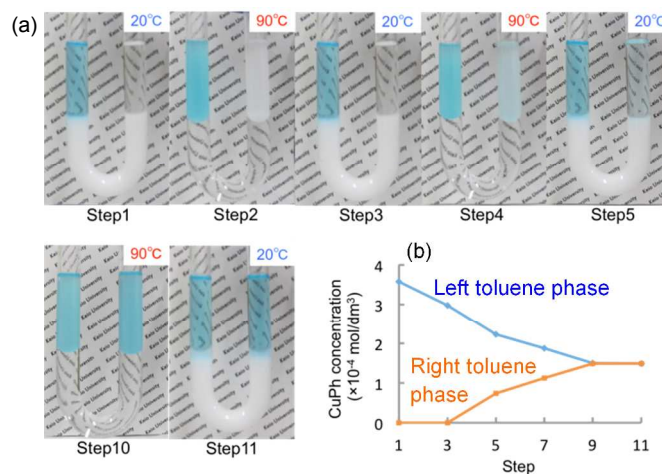 (a)
20℃
90℃
20℃
90℃
20℃
Step1
Step2
Step3
Step4
Step5
90℃
20℃
Step10
Step11
Keio University
(b)
4
3
2
1
0
CuPh concentration
(×10⁻⁴ mol/dm³)
Left toluene phase
Right toluene
phase
1
3
5
7
9
11
Step